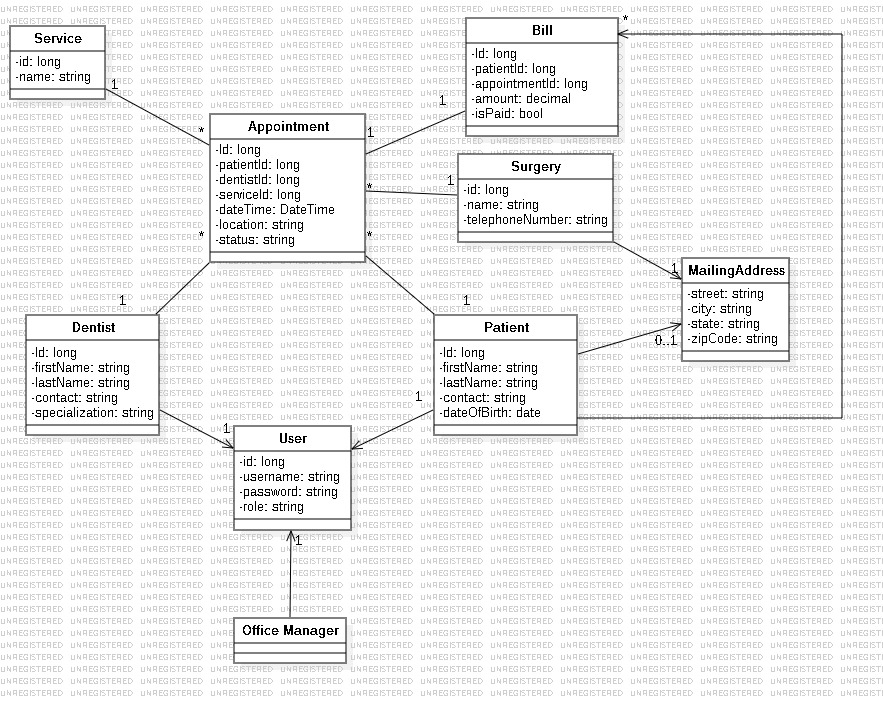 Service
-id: long
-name: string
1
*
Appointment
-Id: long
-patientId: long
-dentistId: long
-serviceId: long
-dateTime: DateTime
-location: string
-status: string
1
*
*
*
1
Bill
-Id: long
-patientId: long
-appointmentId: long
-amount: decimal
-isPaid: bool
*
1
Surgery
-id: long
-name: string
-telephoneNumber: string
1
MailingAddress
-street: string
-city: string
-state: string
-zipCode: string
0..1
1
Dentist
-Id: long
-firstName: string
-lastName: string
-contact: string
-specialization: string
1
Patient
-Id: long
-firstName: string
-lastName: string
-contact: string
-dateOfBirth: date
1
1
User
-id: long
-username: string
-password: string
-role: string
1
Office Manager
UNREGISTERED